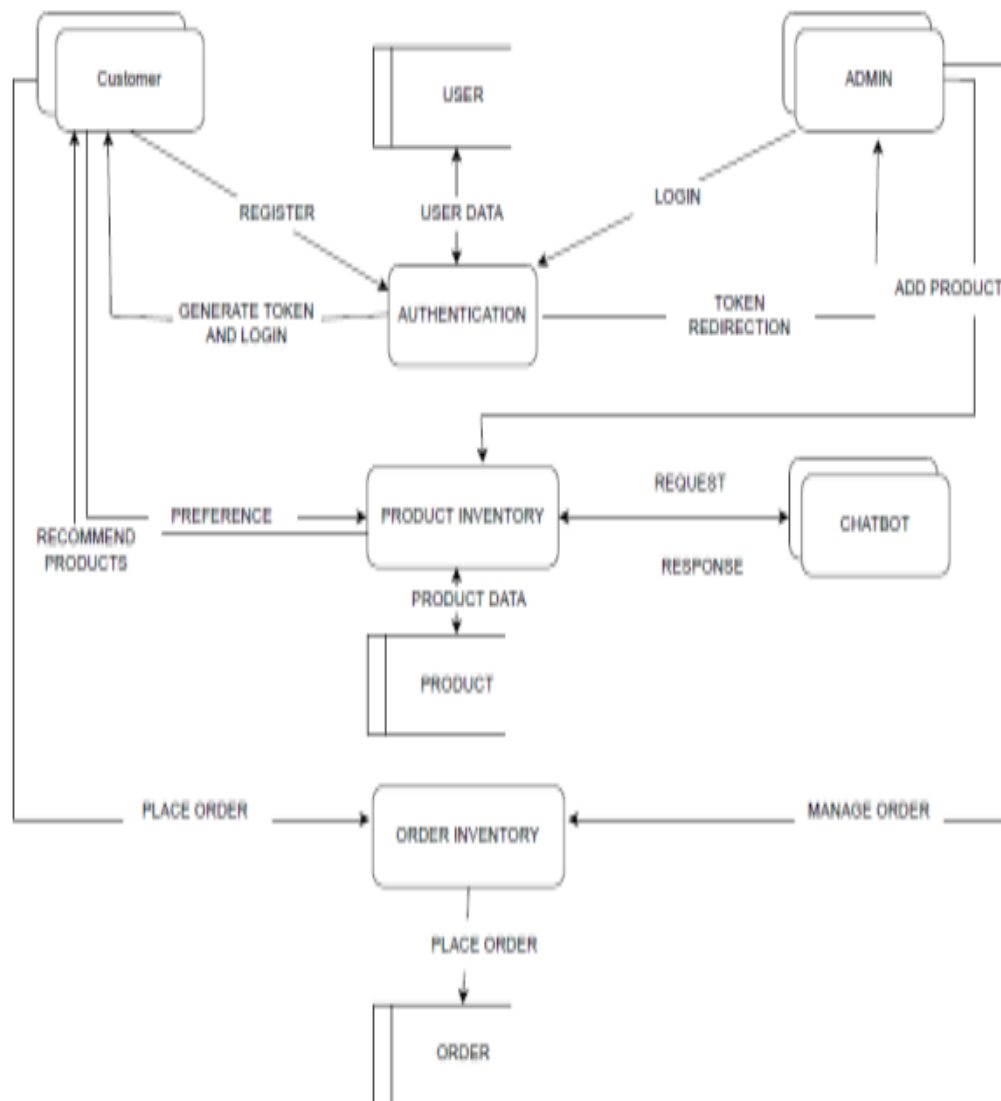 Customer
ADMIN
USER
LOGIN
REGISTER
USER DATA
ADD PRODUCT
GENERATE TOKEN
AND LOGIN
AUTHENTICATION
TOKEN
REDIRECTION
REQUEST
PREFERENCE
PRODUCT INVENTORY
CHATBOT
RECOMMEND
PRODUCTS
RESPONSE
PRODUCT DATA
PRODUCT
PLACE ORDER
MANAGE ORDER
ORDER INVENTORY
PLACE ORDER
ORDER